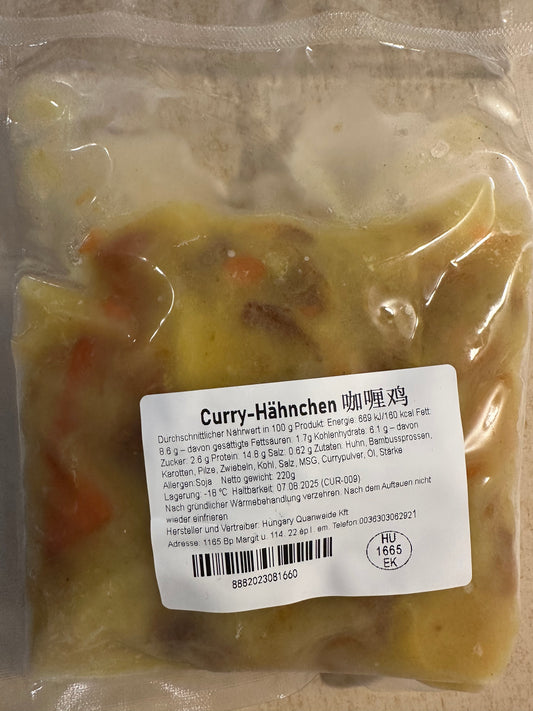 Curry-Hähnchen 咖喱鸡
Durchschnittlicher Nährwert in 100 g Produkt: Energie: 669 kJ/160 kcal Fett:
8.6 g – davon gesättigte Fettsäuren: 1.7g Kohlenhydrate: 6.1 g – davon
Zucker: 2.6 g Protein: 14.8 g Salz: 0.62 g Zutaten: Huhn, Bambussprossen,
Karotten, Pilze, Zwiebeln, Kohl, Salz, MSG, Currypulver, Öl, Stärke
Allergen:Soja Netto gewicht: 220g
Lagerung: -18 ℃ Haltbarkeit: 07.08.2025 (CUR-009)
Nach gründlicher Wärmebehandlung verzehren. Nach dem Auftauen nicht
wieder einfrieren
Hersteller und Vertreiber: Hungary Quanweide Kft
Adresse: 1165 Bp Margit u. 114. 22 ép I. em. Telefon:0036303062921
HU
1665
EK
8882023081660